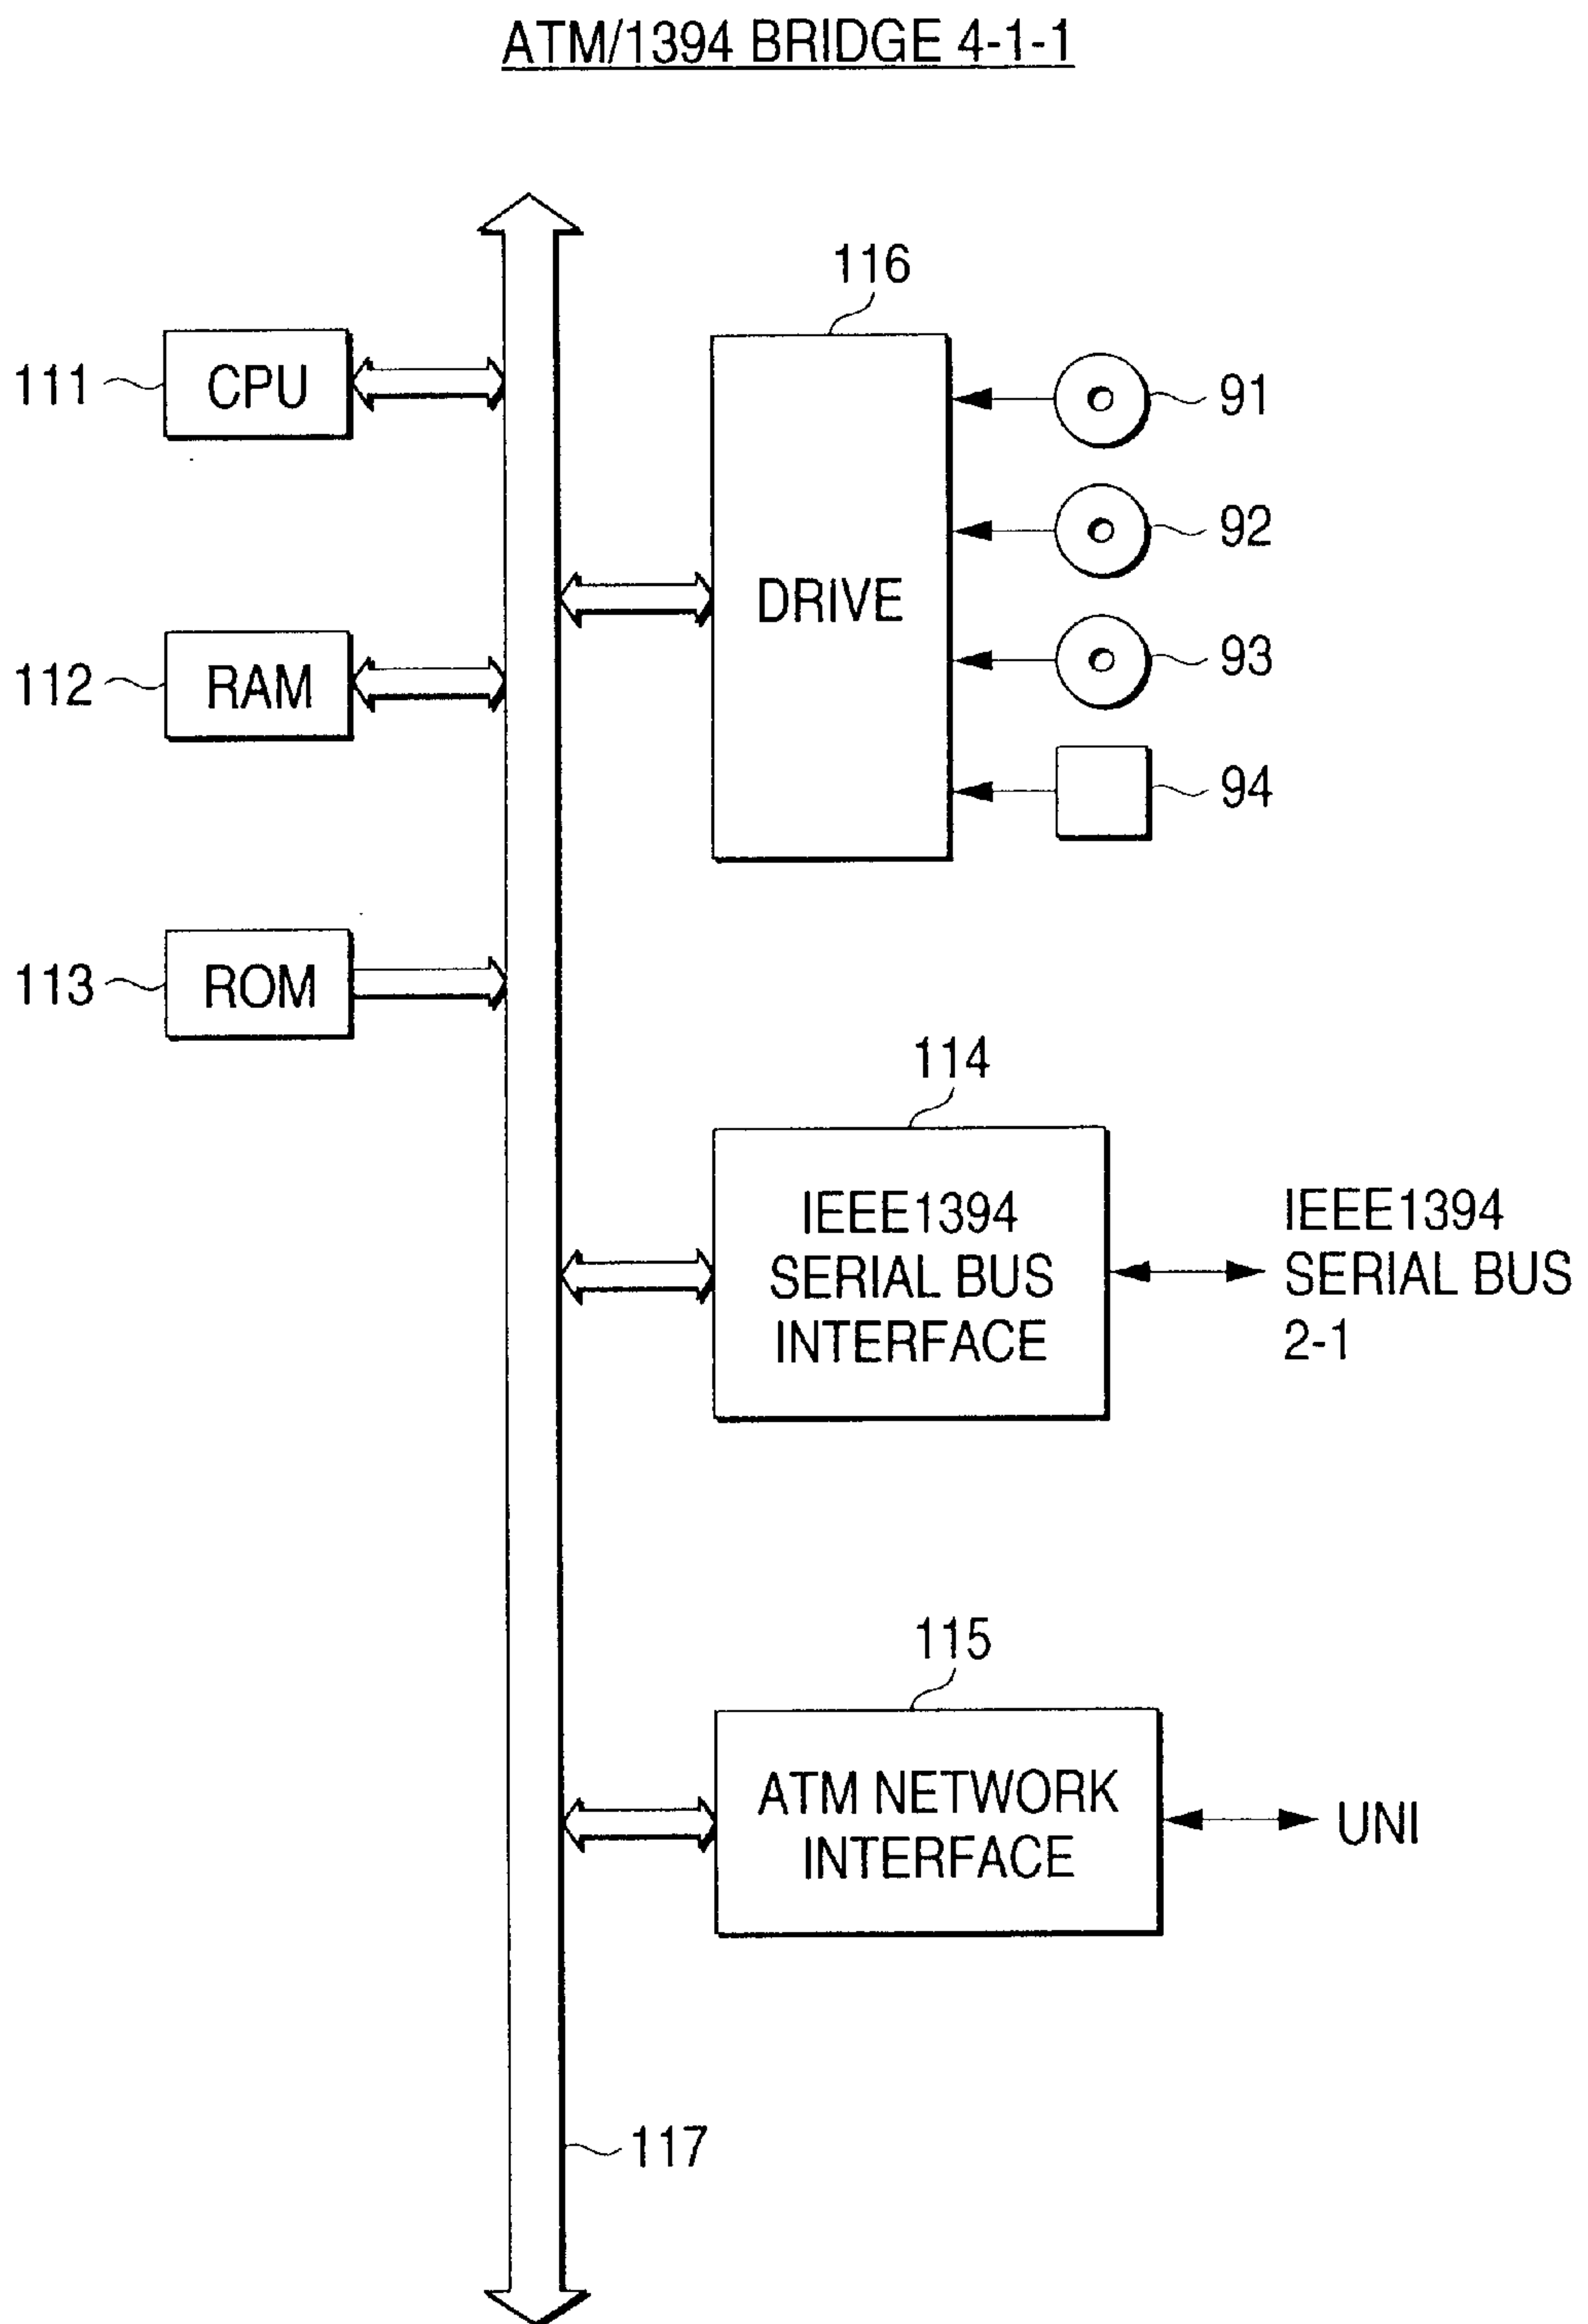 ATM/1394 BRIDGE 4-1-1
116
111
CPU
91
92
DRIVE
112
RAM
93
94
113
ROM
114
IEEE1394
SERIAL BUS
INTERFACE
IEEE1394
SERIAL BUS
2-1
115
ATM NETWORK
INTERFACE
UNI
117